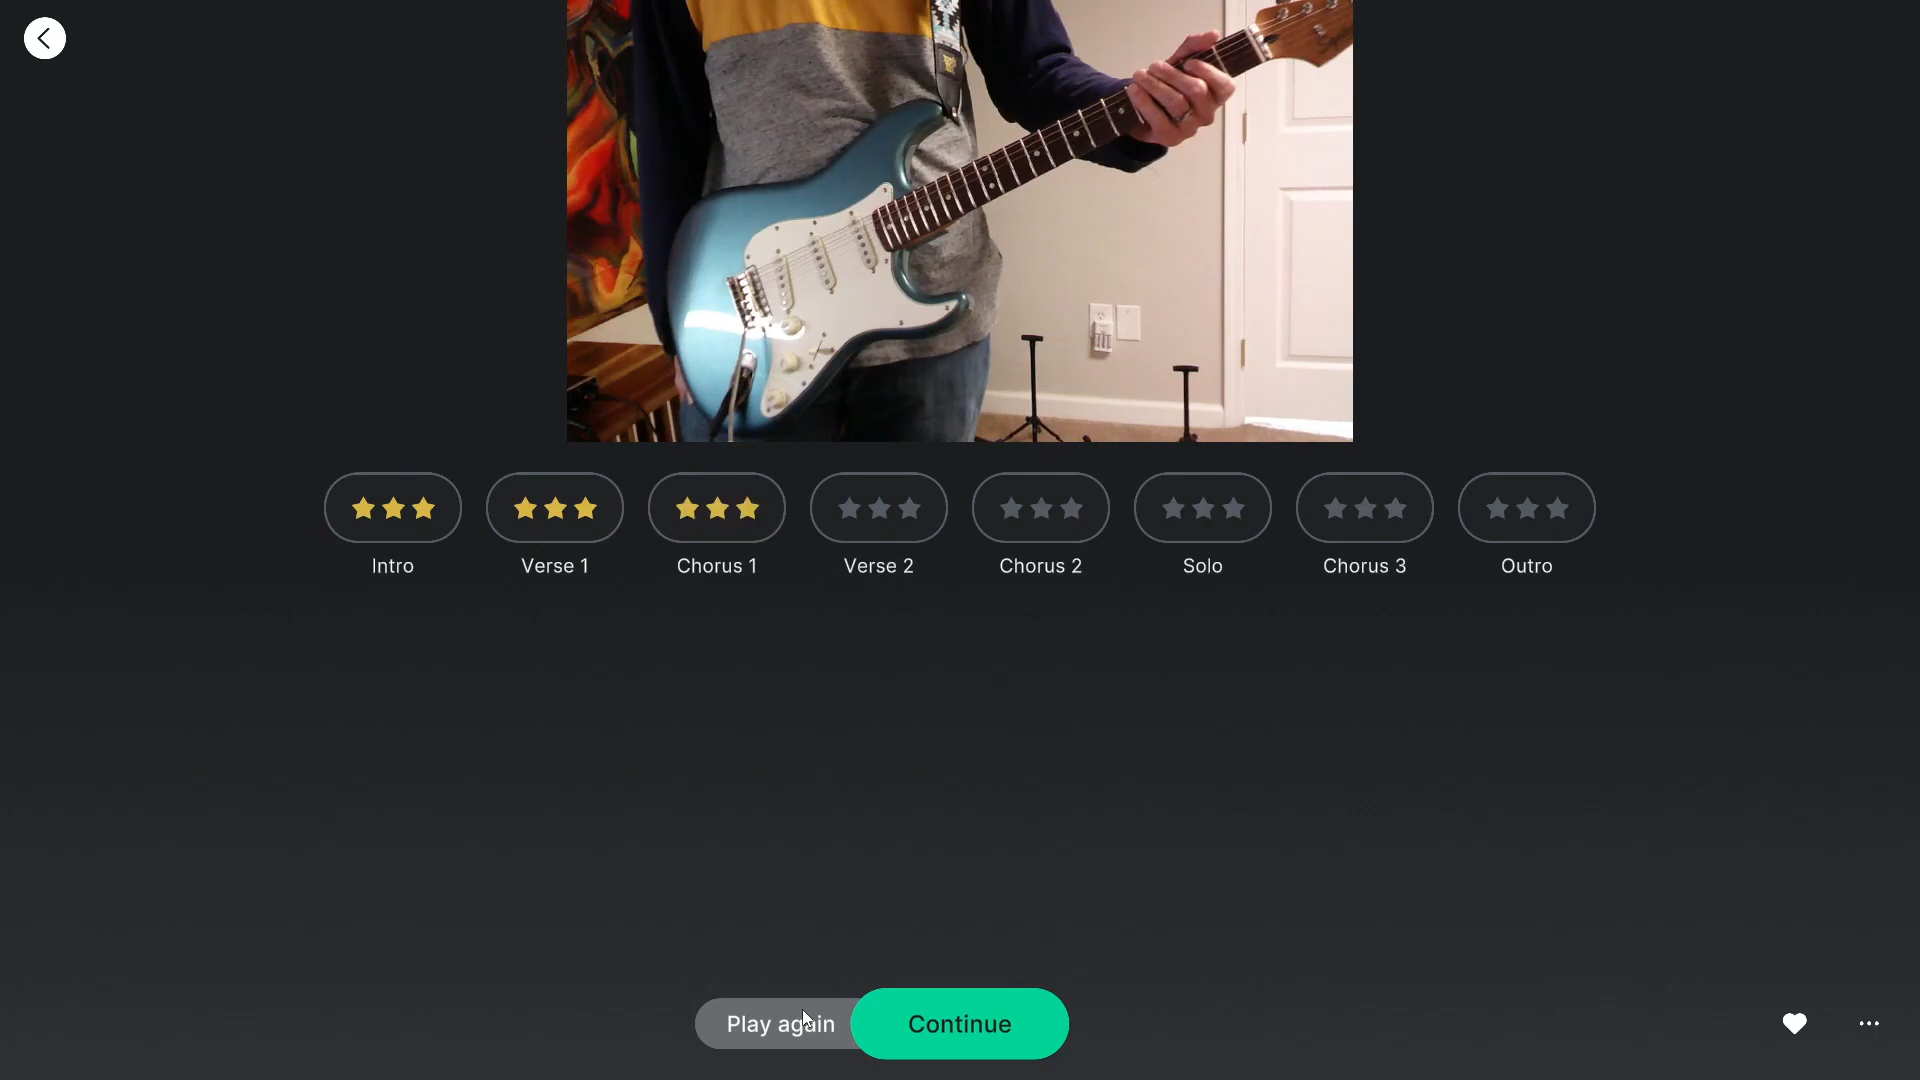 Intro
Verse 1
Chorus 1
Verse 2
Chorus 2
Solo
Chorus 3
Outro
Play again
Continue